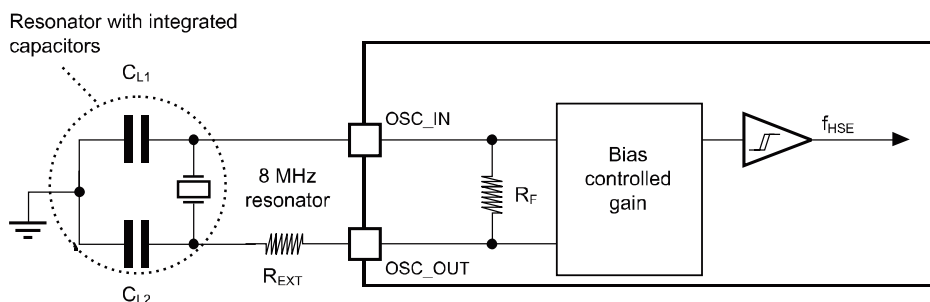 Resonator with integrated
capacitors
CL1
OSC_IN
fHSE
8 MHz
resonator
RF
Bias
controlled
gain
REXT
OSC_OUT
CL2